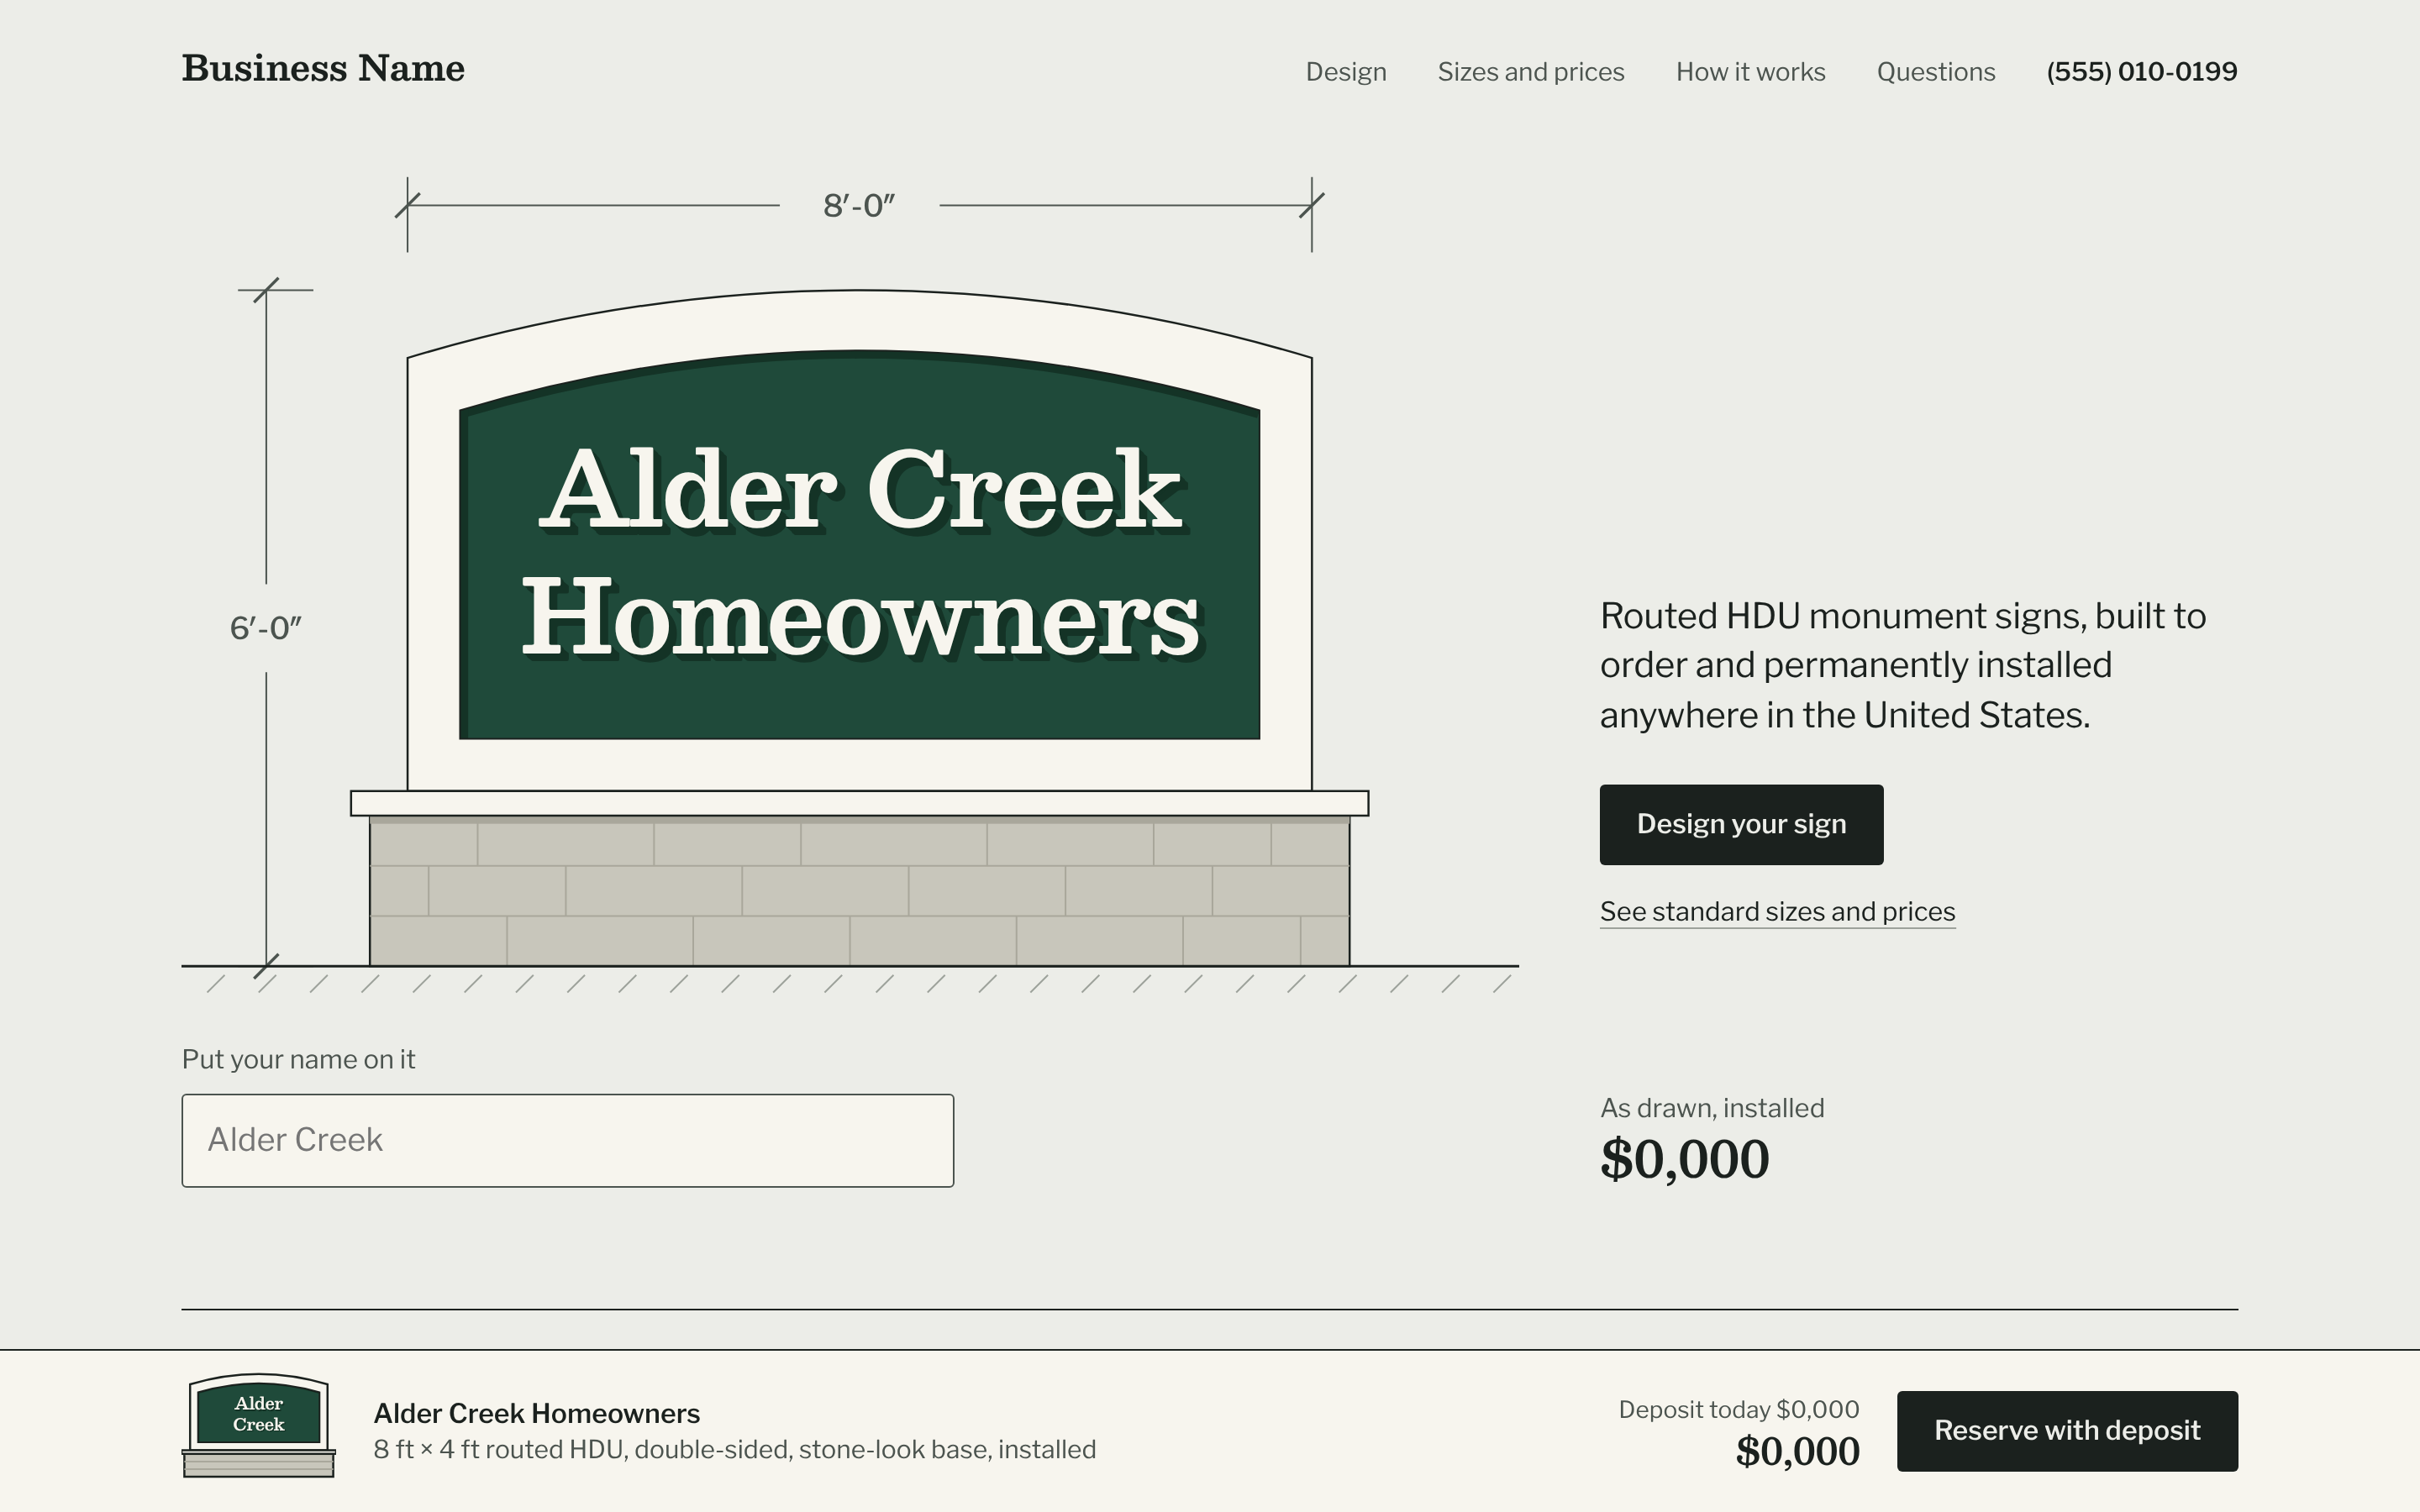 Business Name
Design
Sizes and prices
How it works
Questions
(555) 010-0199
8′-0″
6′-0″
Alder Creek
Homeowners
Routed HDU monument signs, built to
order and permanently installed
anywhere in the United States.
Design your sign
See standard sizes and prices
Put your name on it
Alder Creek
As drawn, installed
$0,000
Alder
Creek
Alder Creek Homeowners
8 ft × 4 ft routed HDU, double-sided, stone-look base, installed
Deposit today $0,000
$0,000
Reserve with deposit